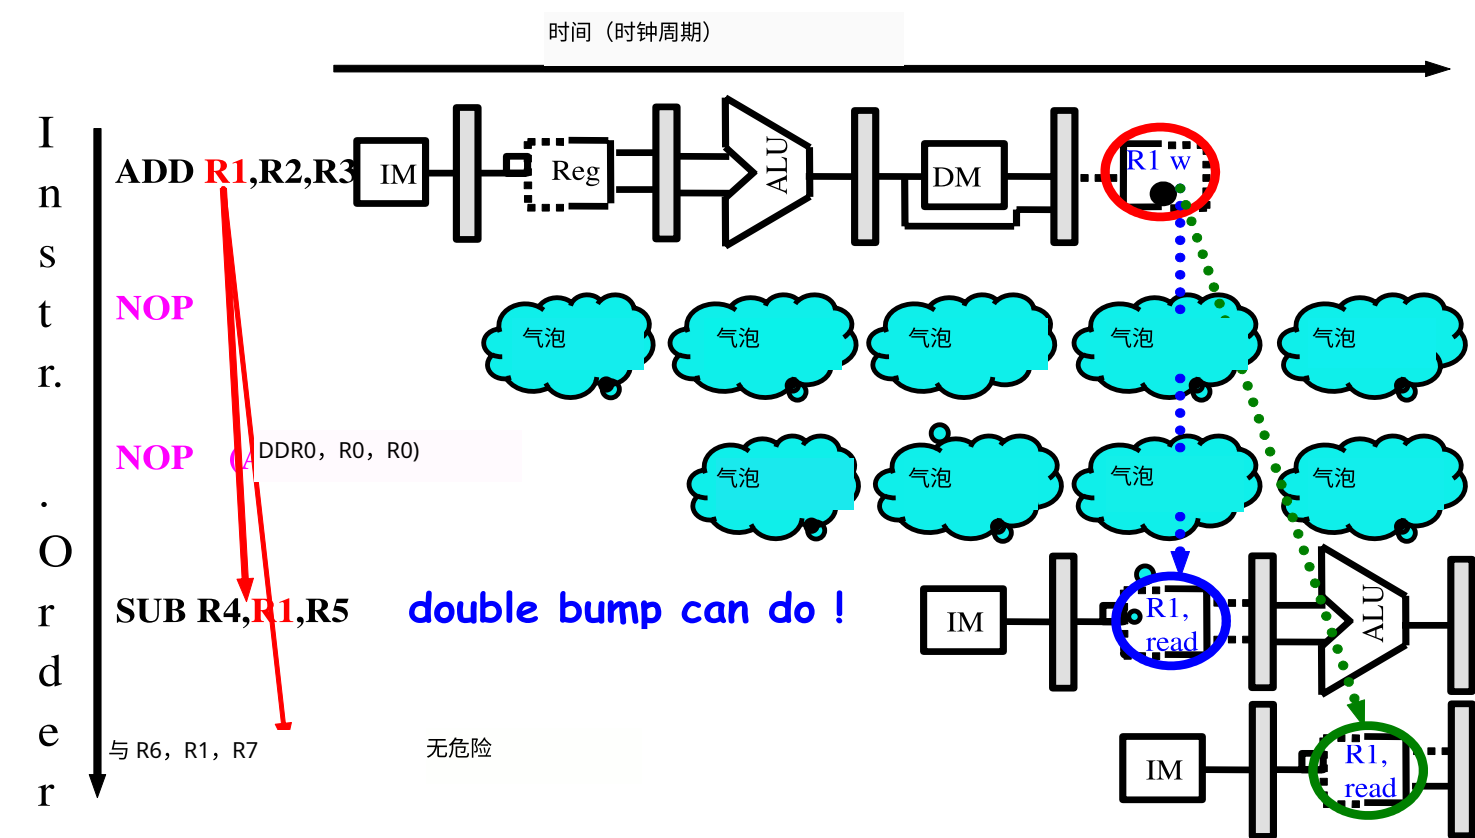 时间（时钟周期）
Instr. Order
ADD R1,R2,R3
IM
Reg
ALU
DM
R1 w
NOP
气泡
气泡
气泡
气泡
气泡
NOP (A
DDR0，R0，R0)
气泡
气泡
气泡
气泡
SUB R4,R1,R5
double bump can do !
IM
R1,
read
ALU
与 R6，R1，R7
无危险
IM
R1,
read